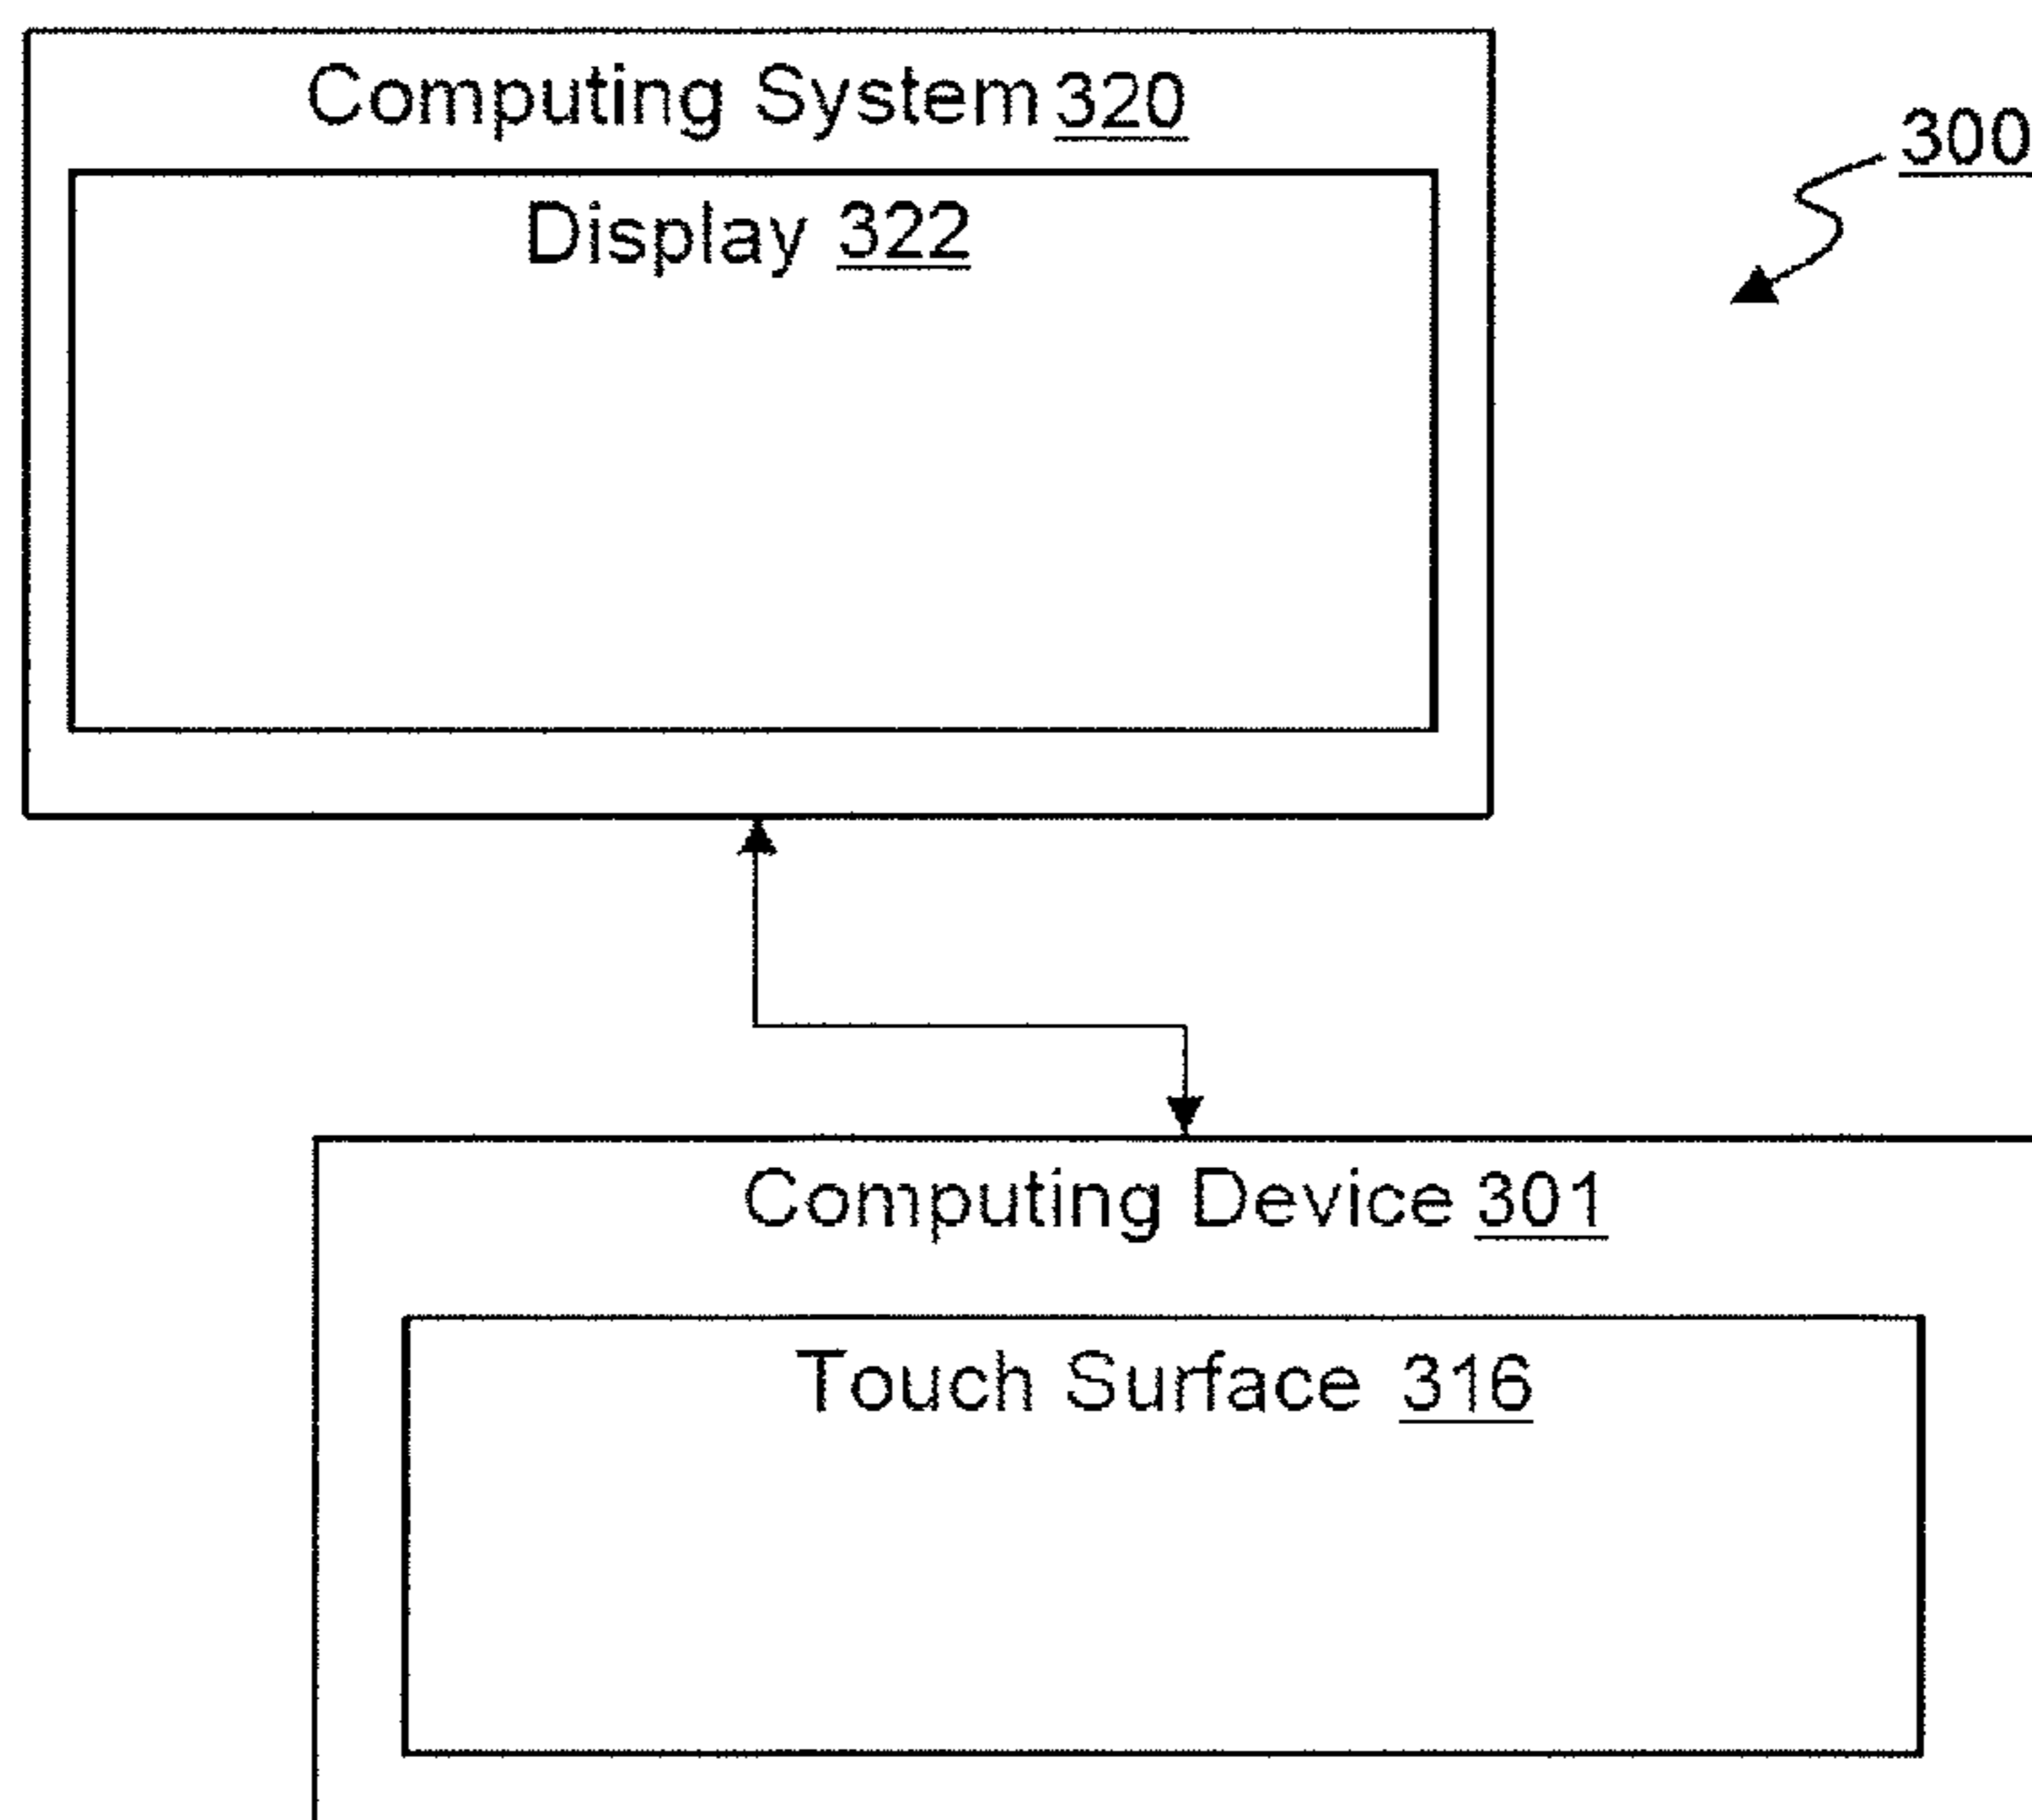 Computing System 320
300
Display 322
Computing Device 301
Touch Surface 316